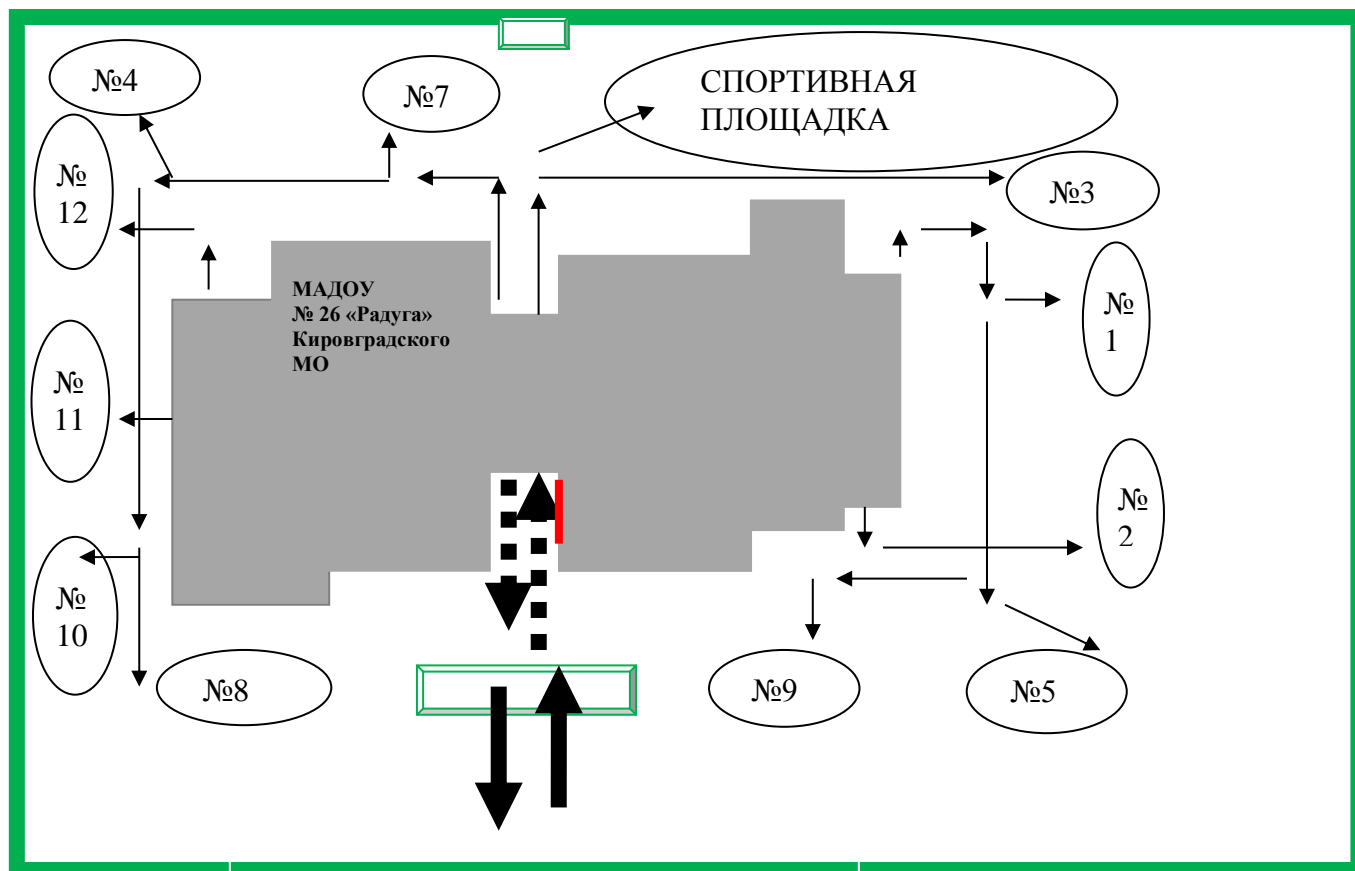 №4
№7
СПОРТИВНАЯ
ПЛОЩАДКА
№
12
№3
МАДОУ
№ 26 «Радуга»
Кировградского
МО
№
1
№
11
№
2
№
10
№8
№9
№5